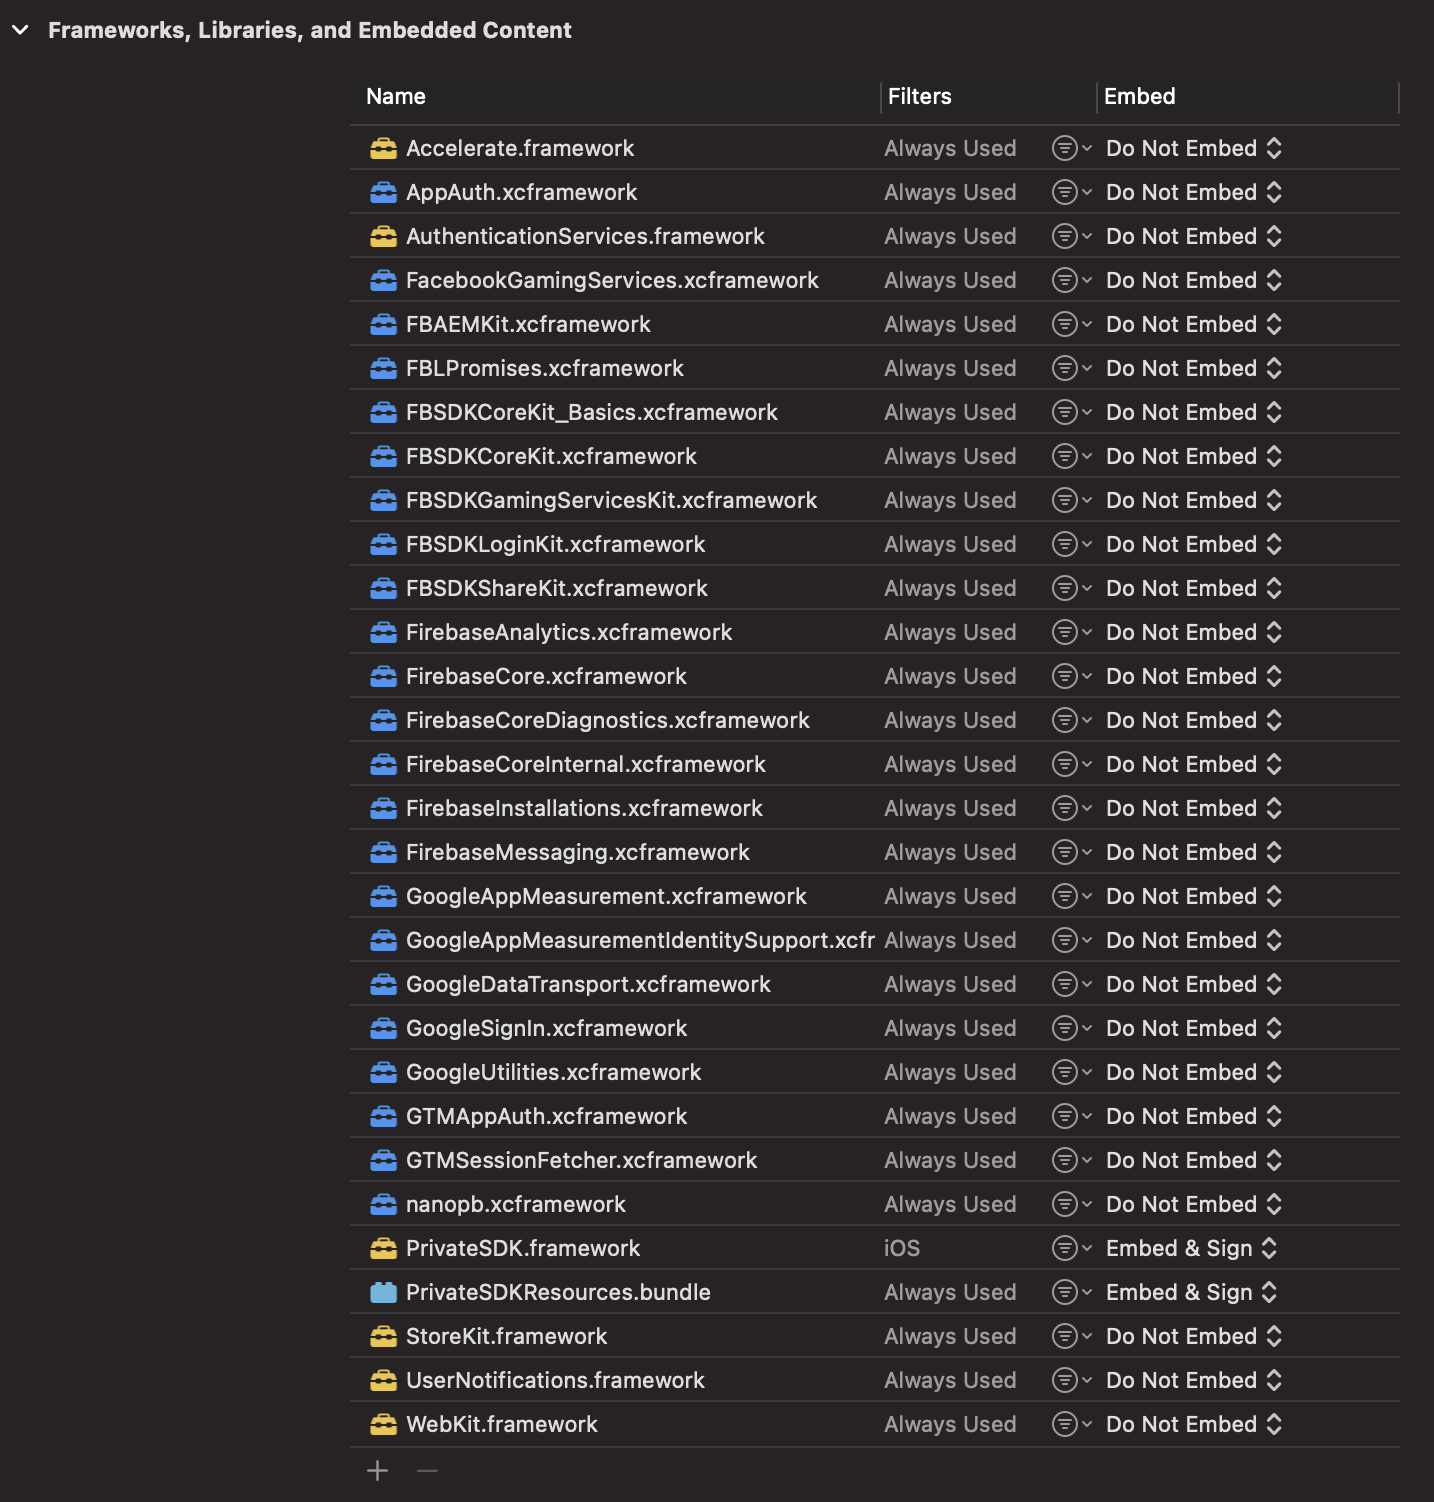 Frameworks, Libraries, and Embedded Content
Name Filters Embed
Accelerate.framework Always Used Do Not Embed
AppAuth.xcframework Always Used Do Not Embed
AuthenticationServices.framework Always Used Do Not Embed
FacebookGamingServices.xcframework Always Used Do Not Embed
FBAEMKit.xcframework Always Used Do Not Embed
FBLPromises.xcframework Always Used Do Not Embed
FBSDKCoreKit_Basics.xcframework Always Used Do Not Embed
FBSDKCoreKit.xcframework Always Used Do Not Embed
FBSDKGamingServicesKit.xcframework Always Used Do Not Embed
FBSDKLoginKit.xcframework Always Used Do Not Embed
FBSDKShareKit.xcframework Always Used Do Not Embed
FirebaseAnalytics.xcframework Always Used Do Not Embed
FirebaseCore.xcframework Always Used Do Not Embed
FirebaseCoreDiagnostics.xcframework Always Used Do Not Embed
FirebaseCoreInternal.xcframework Always Used Do Not Embed
FirebaseInstallations.xcframework Always Used Do Not Embed
FirebaseMessaging.xcframework Always Used Do Not Embed
GoogleAppMeasurement.xcframework Always Used Do Not Embed
GoogleAppMeasurementIdentitySupport.xcfr Always Used Do Not Embed
GoogleDataTransport.xcframework Always Used Do Not Embed
GoogleSignIn.xcframework Always Used Do Not Embed
GoogleUtilities.xcframework Always Used Do Not Embed
GTMAppAuth.xcframework Always Used Do Not Embed
GTMSessionFetcher.xcframework Always Used Do Not Embed
nanopb.xcframework Always Used Do Not Embed
PrivateSDK.framework iOS Embed & Sign
PrivateSDKResources.bundle Always Used Embed & Sign
StoreKit.framework Always Used Do Not Embed
UserNotifications.framework Always Used Do Not Embed
WebKit.framework Always Used Do Not Embed